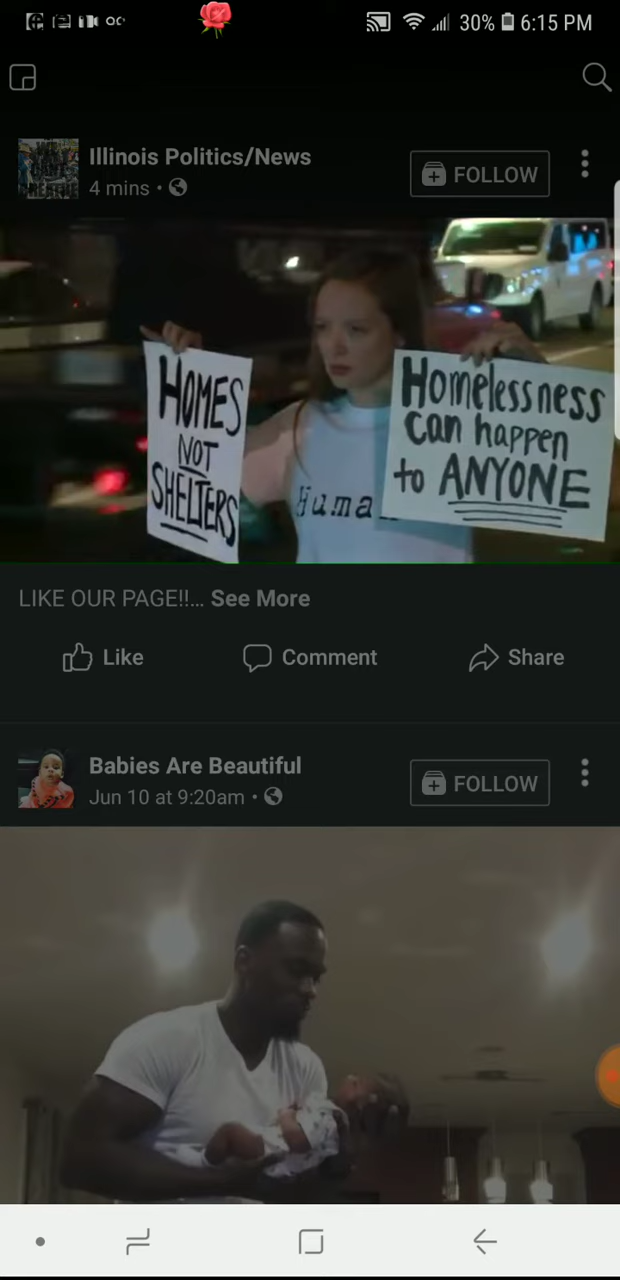 30% 6:15 PM
Illinois Politics/News
4 mins •
FOLLOW
HOMES
NOT
SHELTERS
Homelessness
can happen
to ANYONE
Huma
LIKE OUR PAGE!!... See More
Like Comment Share
Babies Are Beautiful
Jun 10 at 9:20am •
FOLLOW